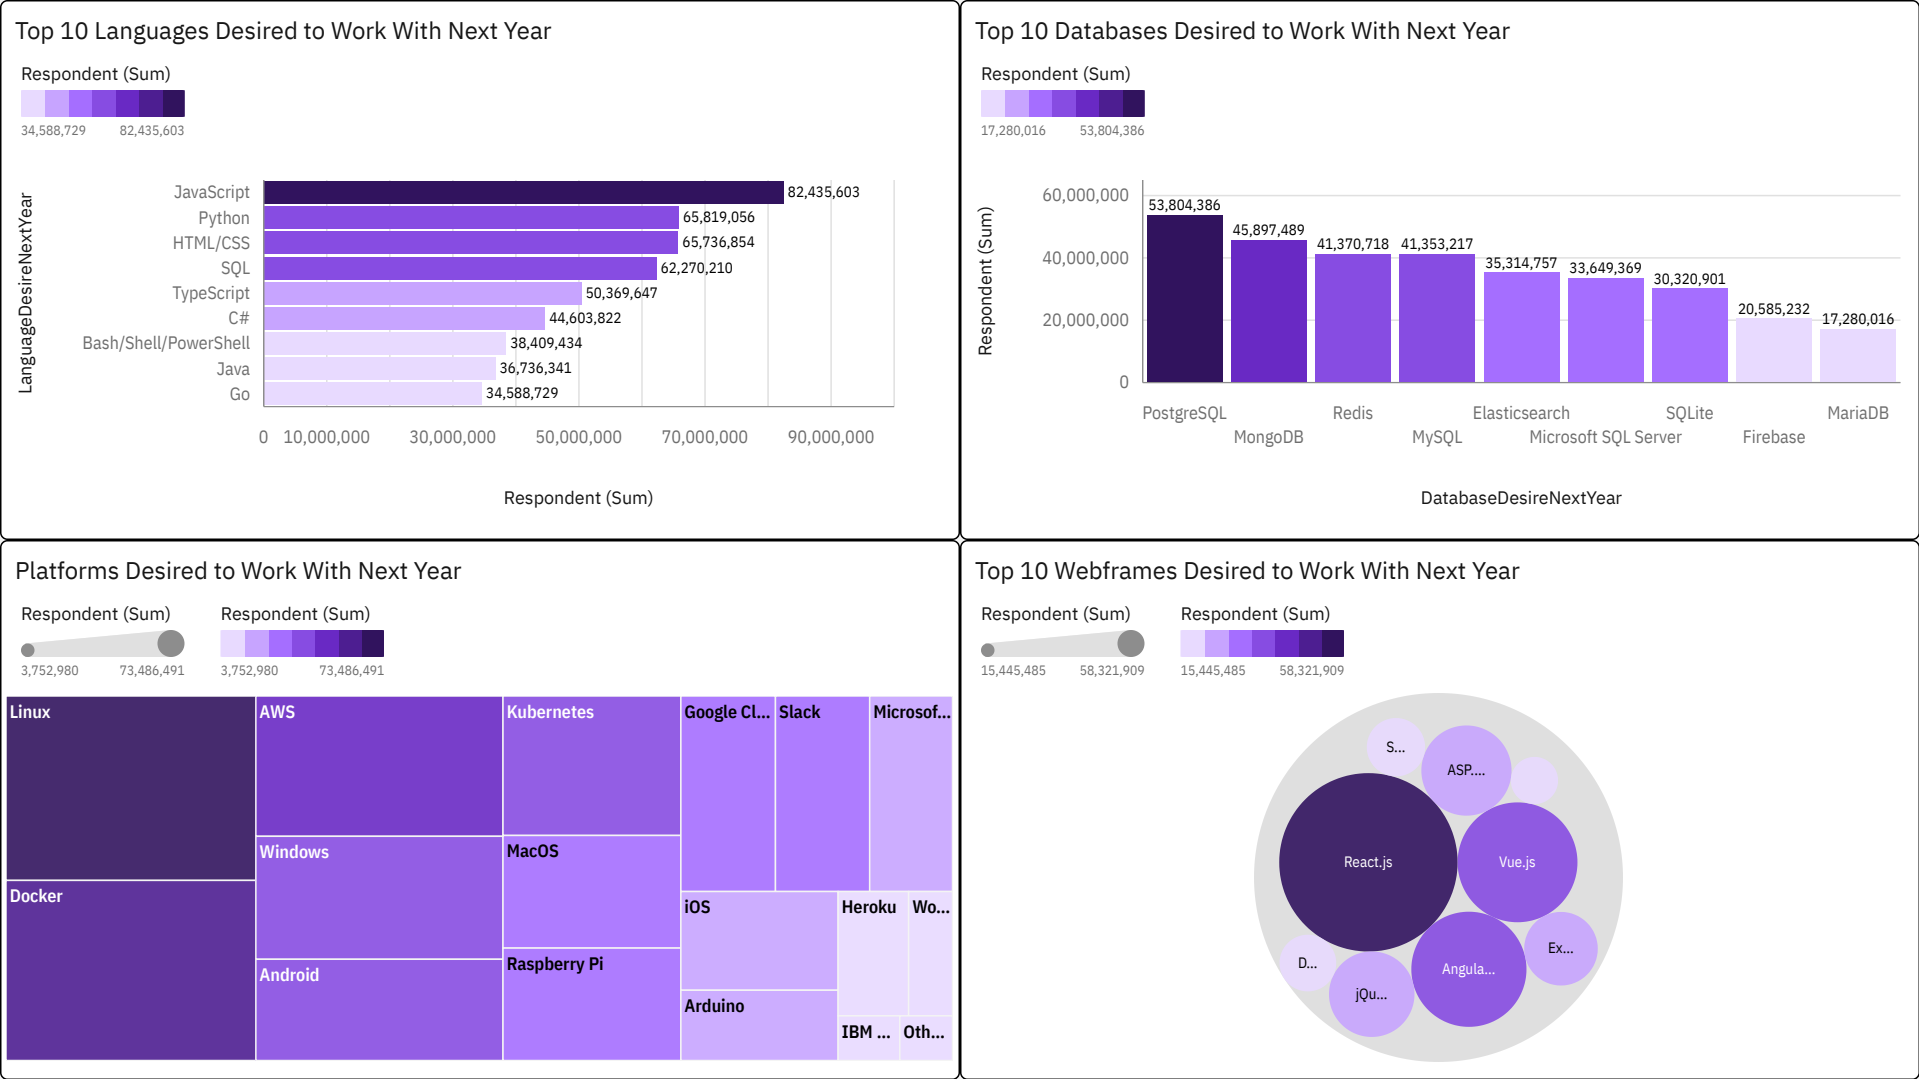 Top 10 Languages Desired to Work With Next Year
Respondent (Sum)
34,588,729 82,435,603
LanguageDesireNextYear
JavaScript 82,435,603
Python 65,819,056
HTML/CSS 65,736,854
SQL 62,270,210
TypeScript 50,369,647
C# 44,603,822
Bash/Shell/PowerShell 38,409,434
Java 36,736,341
Go 34,588,729
0 10,000,000 30,000,000 50,000,000 70,000,000 90,000,000
Respondent (Sum)
Top 10 Databases Desired to Work With Next Year
Respondent (Sum)
17,280,016 53,804,386
Respondent (Sum)
60,000,000
40,000,000
20,000,000
0
53,804,386
45,897,489
41,370,718
41,353,217
35,314,757
33,649,369
30,320,901
20,585,232
17,280,016
PostgreSQL
MongoDB
Redis
MySQL
Elasticsearch
Microsoft SQL Server
SQLite
Firebase
MariaDB
DatabaseDesireNextYear
Platforms Desired to Work With Next Year
Respondent (Sum) Respondent (Sum)
3,752,980 73,486,491 3,752,980 73,486,491
Linux
Docker
AWS
Windows
Android
Kubernetes
MacOS
Raspberry Pi
Google Cl...
Slack
Microsof...
iOS
Arduino
Heroku
Wo...
IBM ...
Oth...
Top 10 Webframes Desired to Work With Next Year
Respondent (Sum) Respondent (Sum)
15,445,485 58,321,909 15,445,485 58,321,909
S...
ASP....
React.js
Vue.js
D...
jQu...
Angula...
Ex...